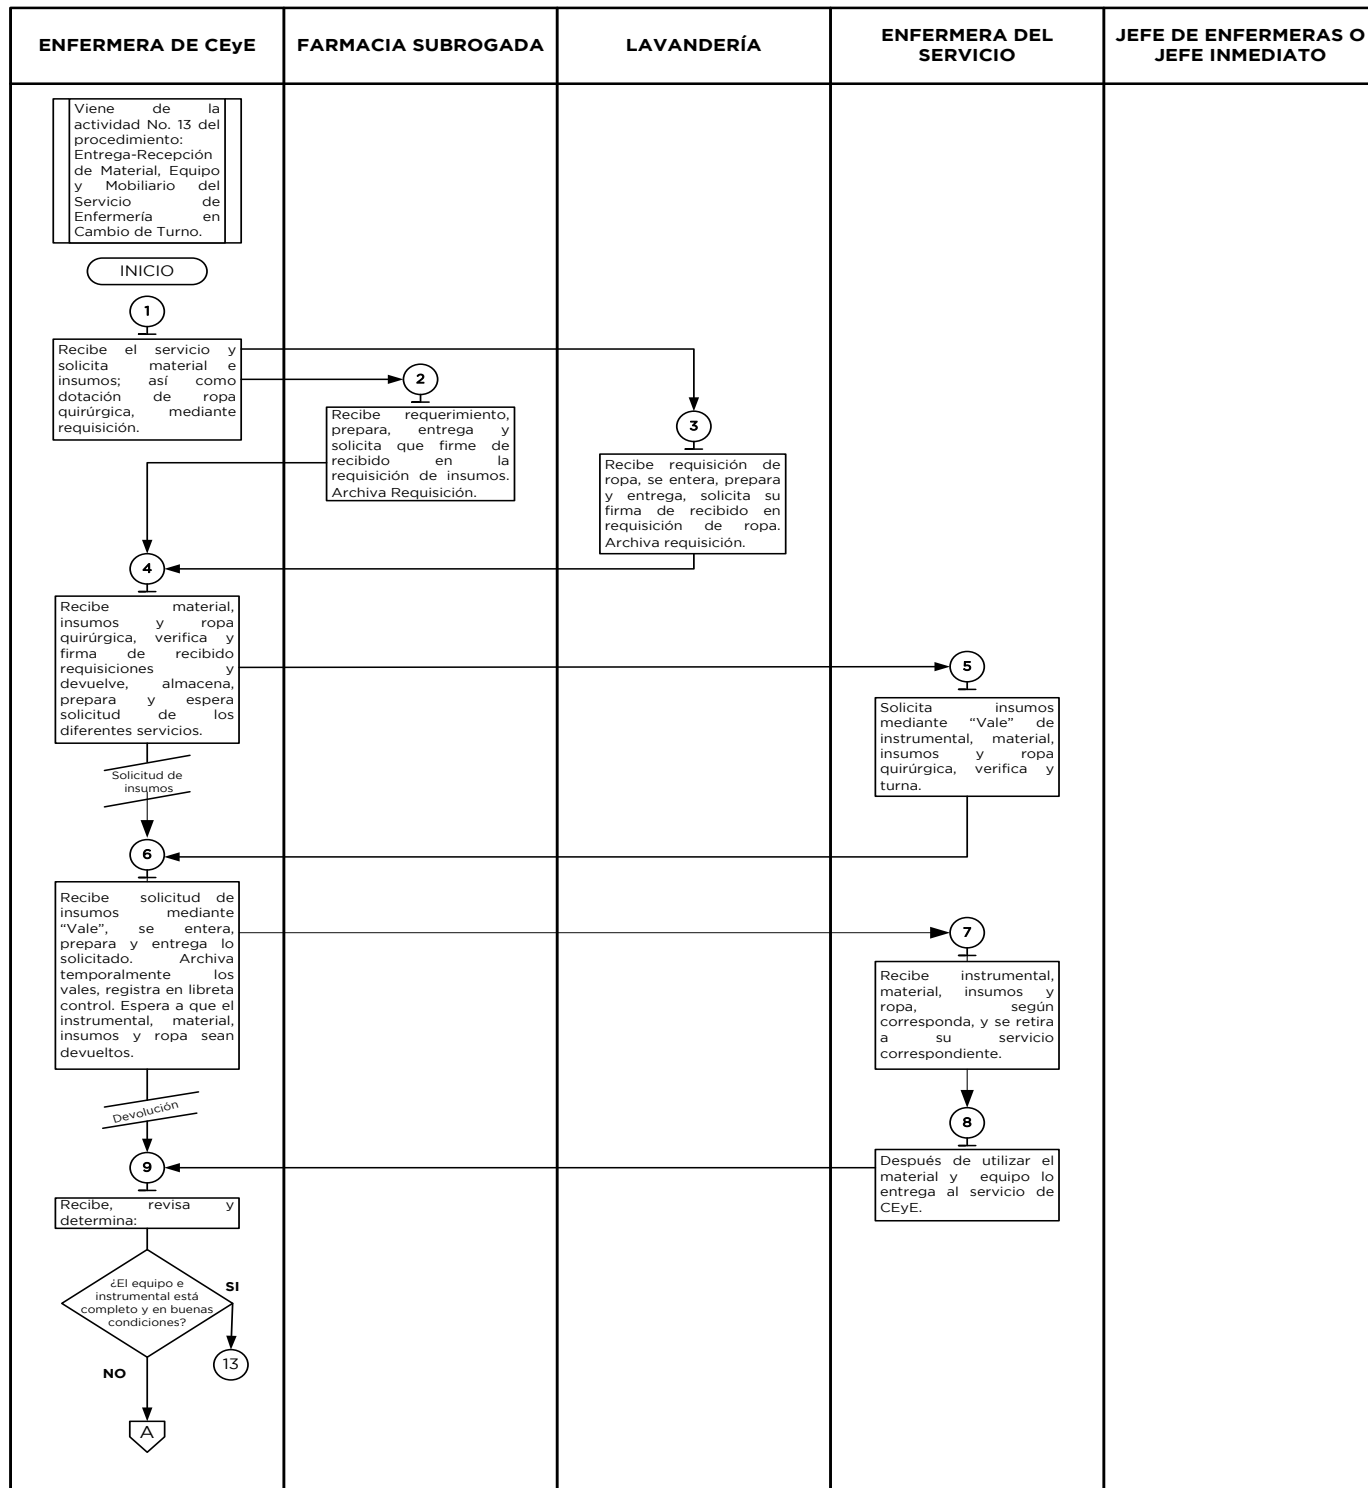 ENFERMERA DE CEyE
FARMACIA SUBROGADA
LAVANDERÍA
ENFERMERA DEL
SERVICIO
JEFE DE ENFERMERAS O
JEFE INMEDIATO
Viene de la
actividad No. 13 del
procedimiento:
Entrega-Recepción
de Material, Equipo
y Mobiliario del
Servicio de
Enfermería en
Cambio de Turno.
INICIO
1
Recibe el servicio y
solicita material e
insumos; así como
dotación de ropa
quirúrgica, mediante
requisición.
2
Recibe requerimiento,
prepara, entrega y
solicita que firme de
recibido en la
requisición de insumos.
Archiva Requisición.
3
Recibe requisición de
ropa, se entera, prepara
y entrega, solicita su
firma de recibido en
requisición de ropa.
Archiva requisición.
4
Recibe material,
insumos y ropa
quirúrgica, verifica y
firma de recibido
requisiciones y
devuelve, almacena,
prepara y espera
solicitud de los
diferentes servicios.
5
Solicita insumos
mediante “Vale” de
instrumental, material,
insumos y ropa
quirúrgica, verifica y
turna.
Solicitud de
insumos
6
Recibe solicitud de
insumos mediante
“Vale”, se entera,
prepara y entrega lo
solicitado. Archiva
temporalmente los
vales, registra en libreta
control. Espera a que el
instrumental, material,
insumos y ropa sean
devueltos.
7
Recibe instrumental,
material, insumos y
ropa, según
corresponda, y se retira
a su servicio
correspondiente.
Devolución
8
Después de utilizar el
material y equipo lo
entrega al servicio de
CEyE.
9
Recibe, revisa y
determina:
¿El equipo e
instrumental está
completo y en buenas
condiciones?
SI
13
NO
A